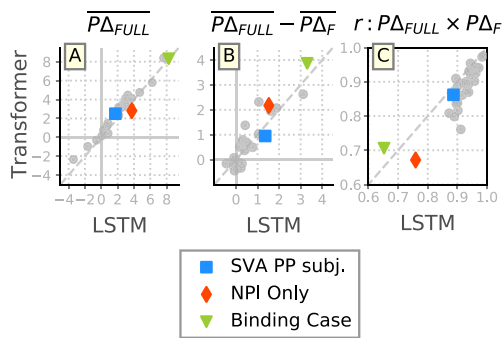 PΔ_FULL
PΔ_FULL − PΔ_F
r : PΔ_FULL × PΔ_F
Transformer
A
8
6
4
2
0
−2
−4
−4 −2 0 2 4 6 8
LSTM
B
4
3
2
1
0
0 1 2 3 4
LSTM
C
1.0
0.9
0.8
0.7
0.6
0.6 0.7 0.8 0.9 1.0
LSTM
SVA PP subj.
NPI Only
Binding Case